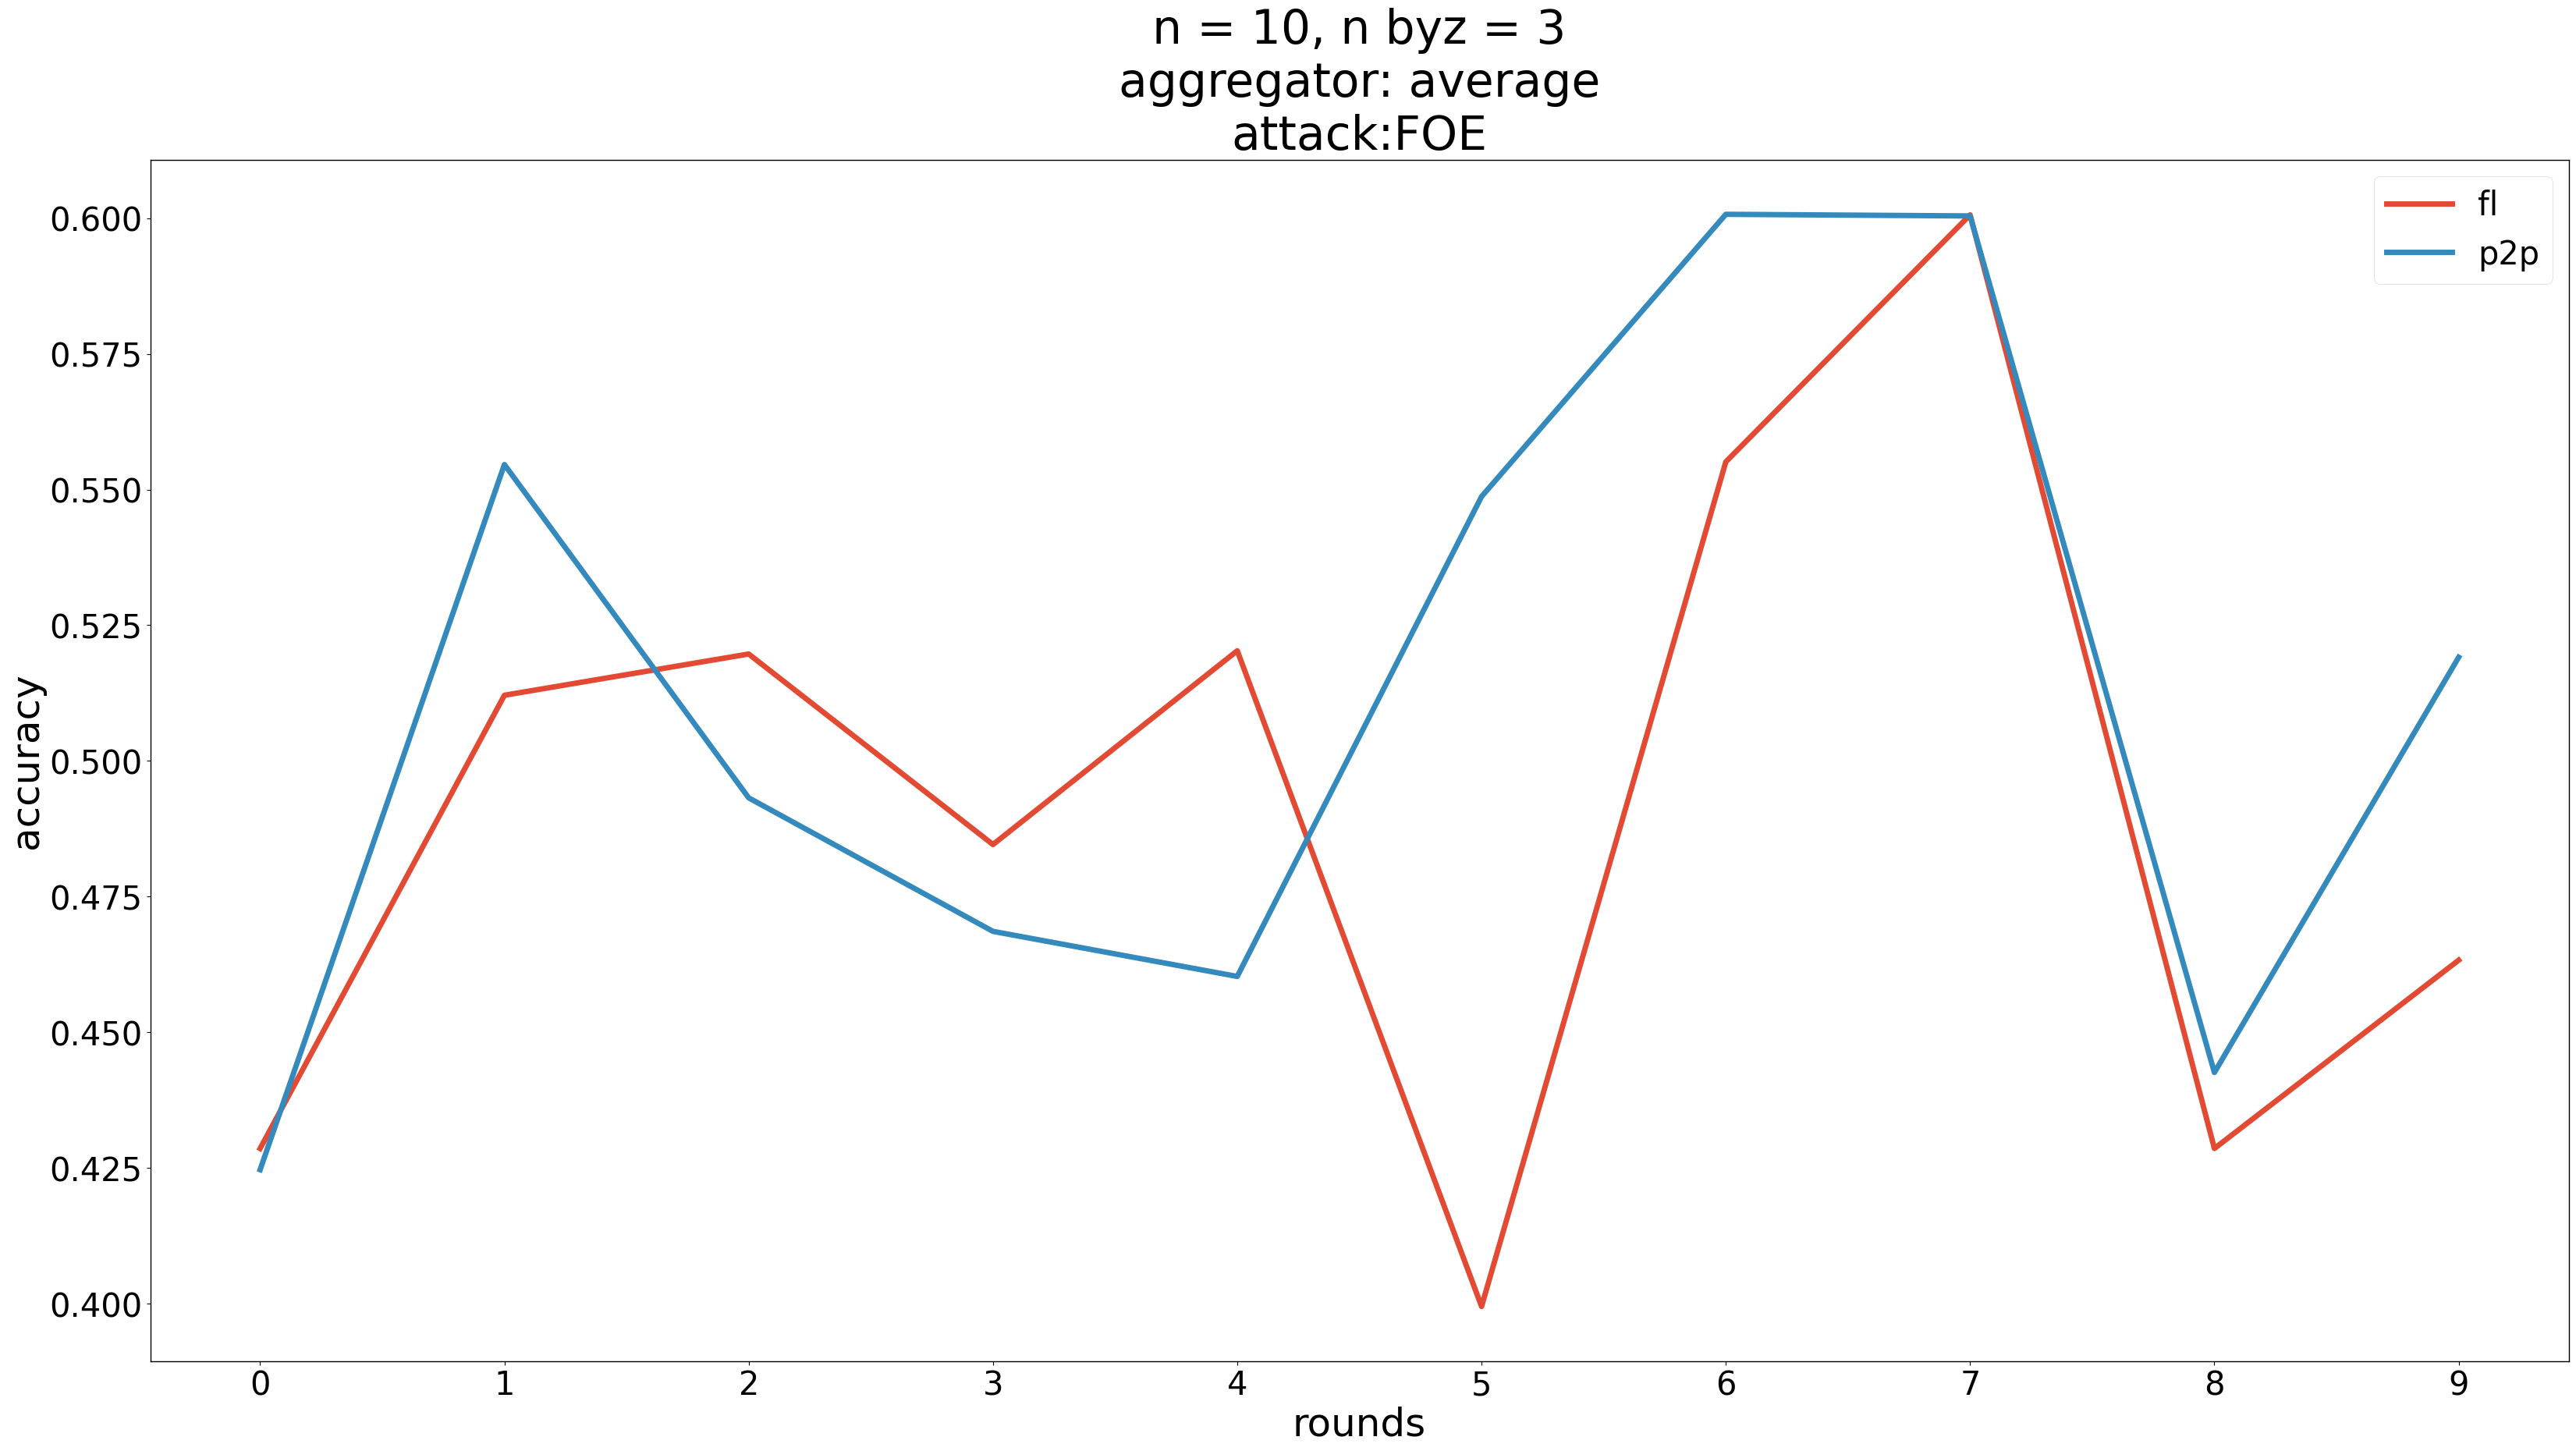 n = 10, n byz = 3
aggregator: average
attack:FOE
fl
p2p
accuracy
0.600
0.575
0.550
0.525
0.500
0.475
0.450
0.425
0.400
0 1 2 3 4 5 6 7 8 9
rounds